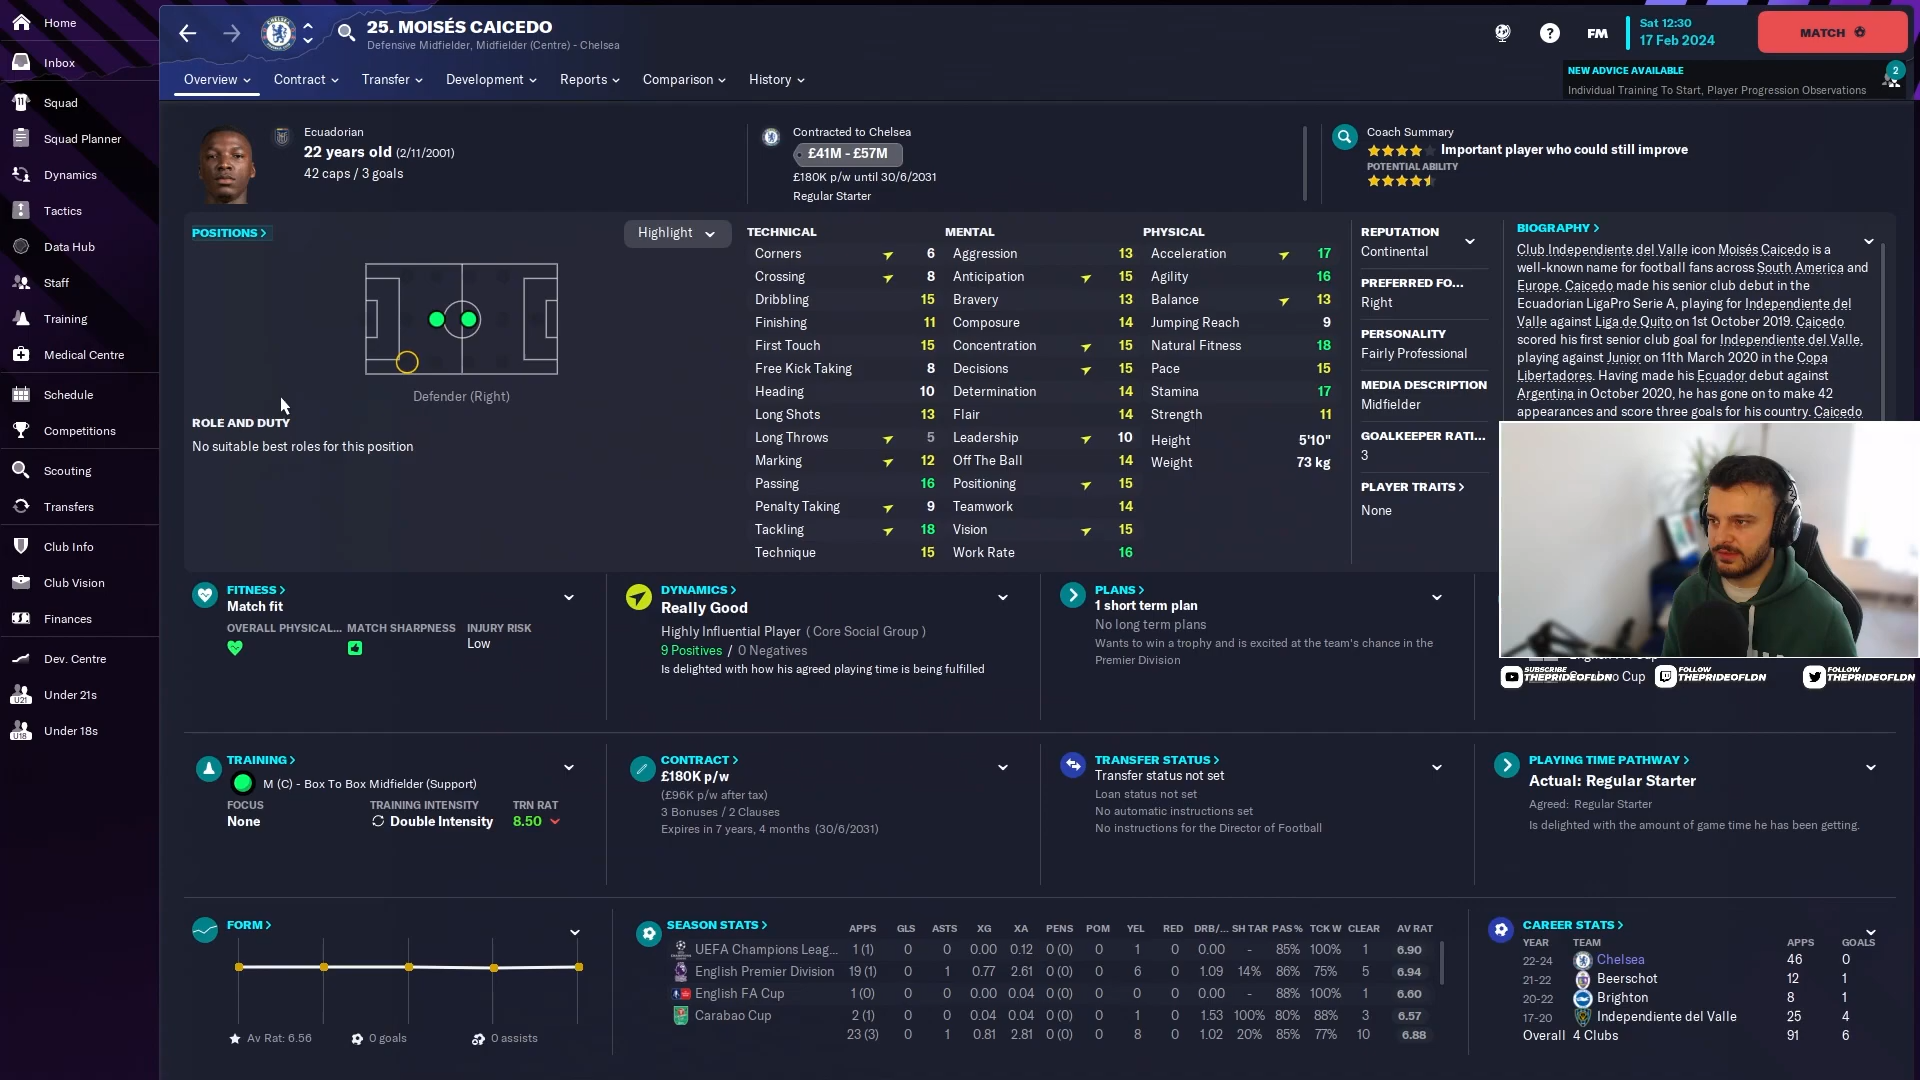 Home
Inbox
Squad
Squad Planner
Dynamics
Tactics
Data Hub
Staff
Training
Medical Centre
Schedule
Competitions
Scouting
Transfers
Club Info
Club Vision
Finances
Dev. Centre
Under 21s
Under 18s
25. MOISÉS CAICEDO
Defensive Midfielder, Midfielder (Centre) - Chelsea
FM
Sat 12:30
17 Feb 2024
MATCH
Overview Contract Transfer Development Reports Comparison History
NEW ADVICE AVAILABLE 2
Individual Training To Start, Player Progression Observations
Ecuadorian
22 years old (2/11/2001)
42 caps / 3 goals
Contracted to Chelsea
£41M - £57M
£180K p/w until 30/6/2031
Regular Starter
Coach Summary
Important player who could still improve
POTENTIAL ABILITY
POSITIONS >
Highlight
Defender (Right)
ROLE AND DUTY
No suitable best roles for this position
TECHNICAL
Corners 6
Crossing 8
Dribbling 15
Finishing 11
First Touch 15
Free Kick Taking 8
Heading 10
Long Shots 13
Long Throws 5
Marking 12
Passing 16
Penalty Taking 9
Tackling 18
Technique 15
MENTAL
Aggression 13
Anticipation 15
Bravery 13
Composure 14
Concentration 15
Decisions 15
Determination 14
Flair 14
Leadership 10
Off The Ball 14
Positioning 15
Teamwork 14
Vision 15
Work Rate 16
PHYSICAL
Acceleration 17
Agility 16
Balance 13
Jumping Reach 9
Natural Fitness 18
Pace 15
Stamina 17
Strength 11
Height 5'10"
Weight 73 kg
REPUTATION
Continental
PREFERRED FO...
Right
PERSONALITY
Fairly Professional
MEDIA DESCRIPTION
Midfielder
GOALKEEPER RATI...
3
PLAYER TRAITS >
None
BIOGRAPHY >
Club Independiente del Valle icon Moisés Caicedo is a
well-known name for football fans across South America and
Europe. Caicedo made his senior club debut in the
Ecuadorian LigaPro Serie A, playing for Independiente del
Valle against Liga de Quito on 1st October 2019. Caicedo
scored his first senior club goal for Independiente del Valle,
playing against Junior on 11th March 2020 in the Copa
Libertadores. Having made his Ecuador debut against
Argentina in October 2020, he has gone on to make 42
appearances and score three goals for his country. Caicedo
SUBSCRIBE
THEPRIDEOFLDN
Cup
FOLLOW
THEPRIDEOFLDN
FOLLOW
THEPRIDEOFLDN
FITNESS >
Match fit
OVERALL PHYSICAL... MATCH SHARPNESS INJURY RISK
Low
DYNAMICS >
Really Good
Highly Influential Player ( Core Social Group )
9 Positives / 0 Negatives
Is delighted with how his agreed playing time is being fulfilled
PLANS >
1 short term plan
No long term plans
Wants to win a trophy and is excited at the team's chance in the
Premier Division
TRAINING >
M (C) - Box To Box Midfielder (Support)
FOCUS TRAINING INTENSITY TRN RAT
None Double Intensity 8.50
CONTRACT >
£180K p/w
(£96K p/w after tax)
3 Bonuses / 2 Clauses
Expires in 7 years, 4 months (30/6/2031)
TRANSFER STATUS >
Transfer status not set
Loan status not set
No automatic instructions set
No instructions for the Director of Football
PLAYING TIME PATHWAY >
Actual: Regular Starter
Agreed: Regular Starter
Is delighted with the amount of game time he has been getting.
FORM >
Av Rat: 6.56 0 goals 0 assists
SEASON STATS > APPS GLS ASTS XG XA PENS POM YEL RED DRB/... SH TAR PAS % TCK W CLEAR AV RAT
UEFA Champions Leag... 1 (1) 0 0 0.00 0.12 0 (0) 0 1 0 0.00 - 85% 100% 1 6.90
English Premier Division 19 (1) 0 1 0.77 2.61 0 (0) 0 6 0 1.09 14% 86% 75% 5 6.94
English FA Cup 1 (0) 0 0 0.00 0.04 0 (0) 0 0 0 0.00 - 88% 100% 1 6.60
Carabao Cup 2 (1) 0 0 0.04 0.04 0 (0) 0 1 0 1.53 100% 80% 88% 3 6.57
23 (3) 0 1 0.81 2.81 0 (0) 0 8 0 1.02 20% 85% 77% 10 6.88
CAREER STATS >
YEAR TEAM APPS GOALS
22-24 Chelsea 46 0
21-22 Beerschot 12 1
20-22 Brighton 8 1
17-20 Independiente del Valle 25 4
Overall 4 Clubs 91 6